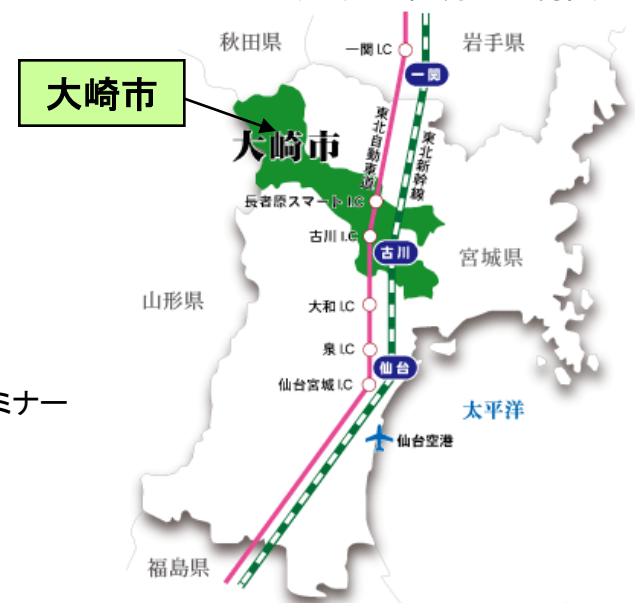 秋田県
岩手県
一関 I.C
一関
大崎市
大崎市
東北自動車道
東北新幹線
長者原スマート I.C
古川 I.C
古川
宮城県
山形県
大和 I.C
泉 I.C
仙台
仙台宮城 I.C
ミナー
太平洋
仙台空港
福島県